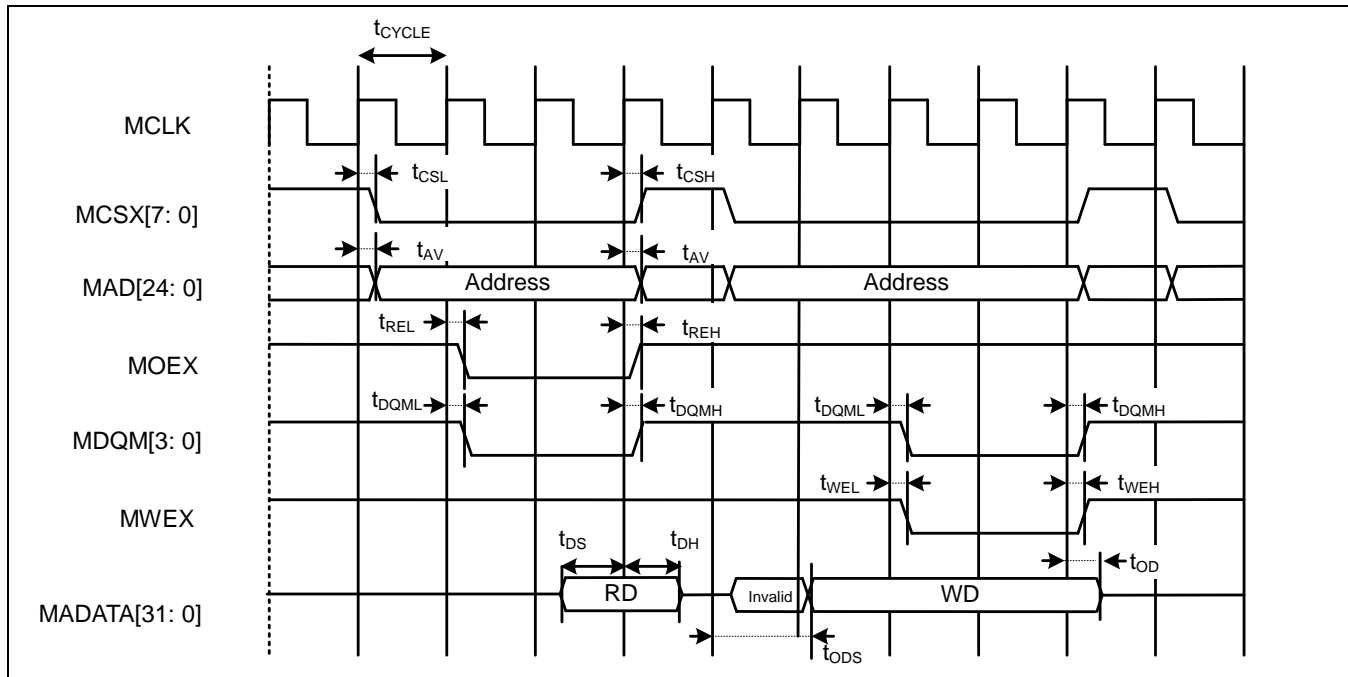 tCYCLE
MCLK
tCSL
tCSH
MCSX[7: 0]
tAV
tAV
MAD[24: 0]
Address
Address
tREL
tREH
MOEX
tDQML
tDQMH
tDQML
tDQMH
MDQM[3: 0]
tWEL
tWEH
MWEX
tDS
tDH
tOD
MADATA[31: 0]
RD
Invalid
WD
tODS